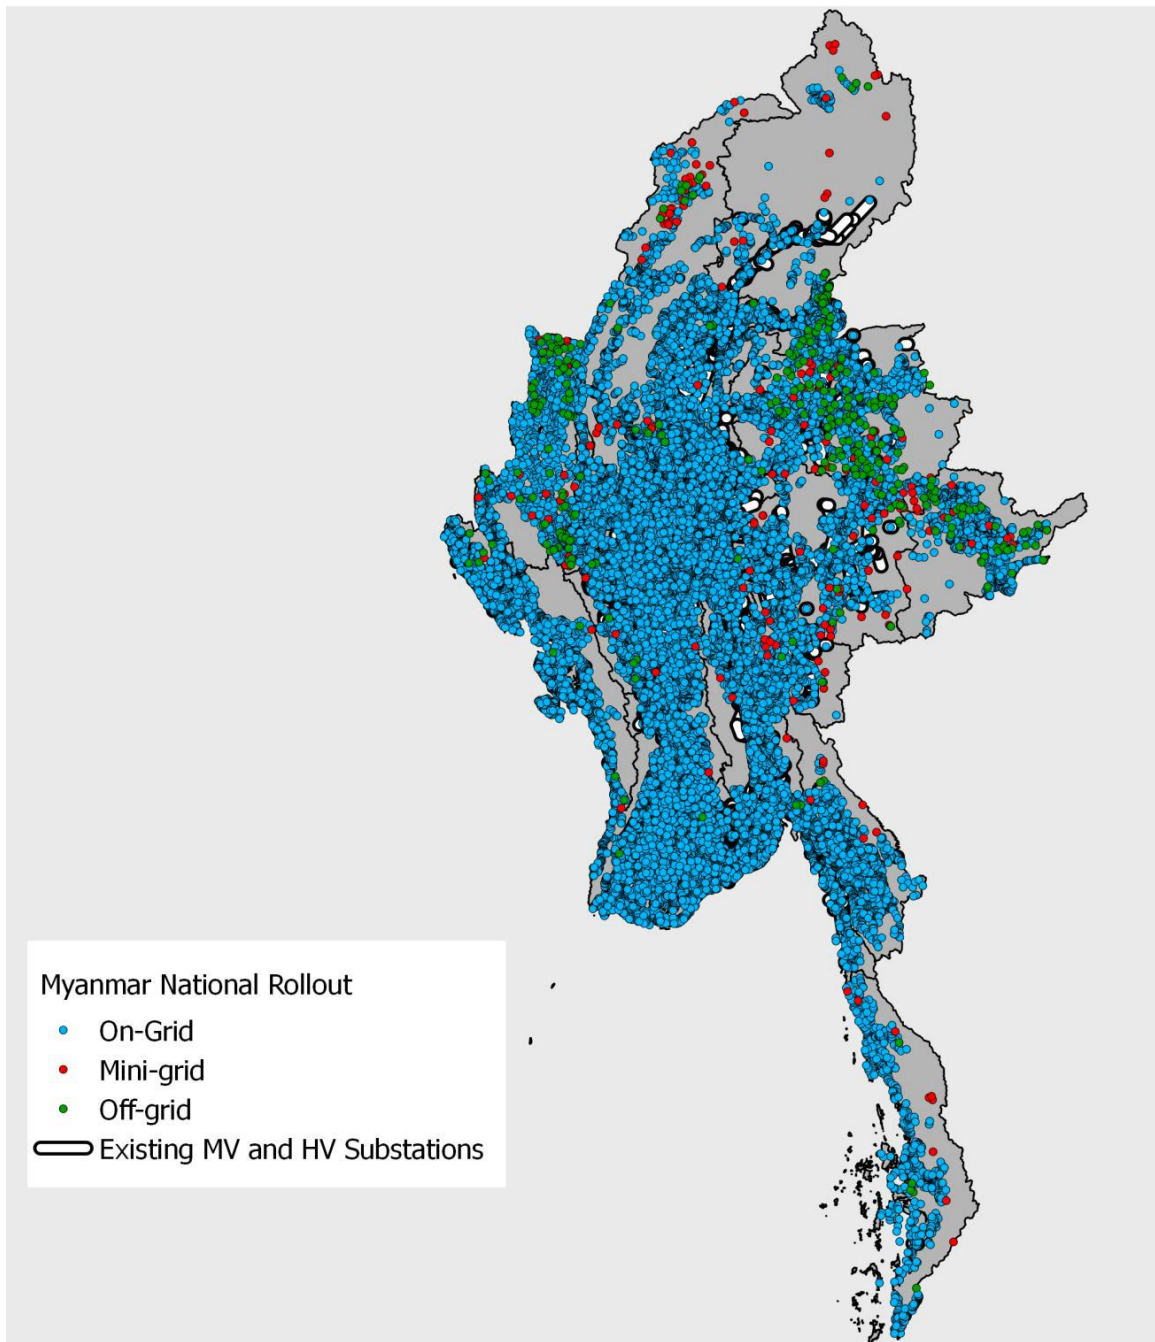 Myanmar National Rollout
On-Grid
Mini-grid
Off-grid
Existing MV and HV Substations